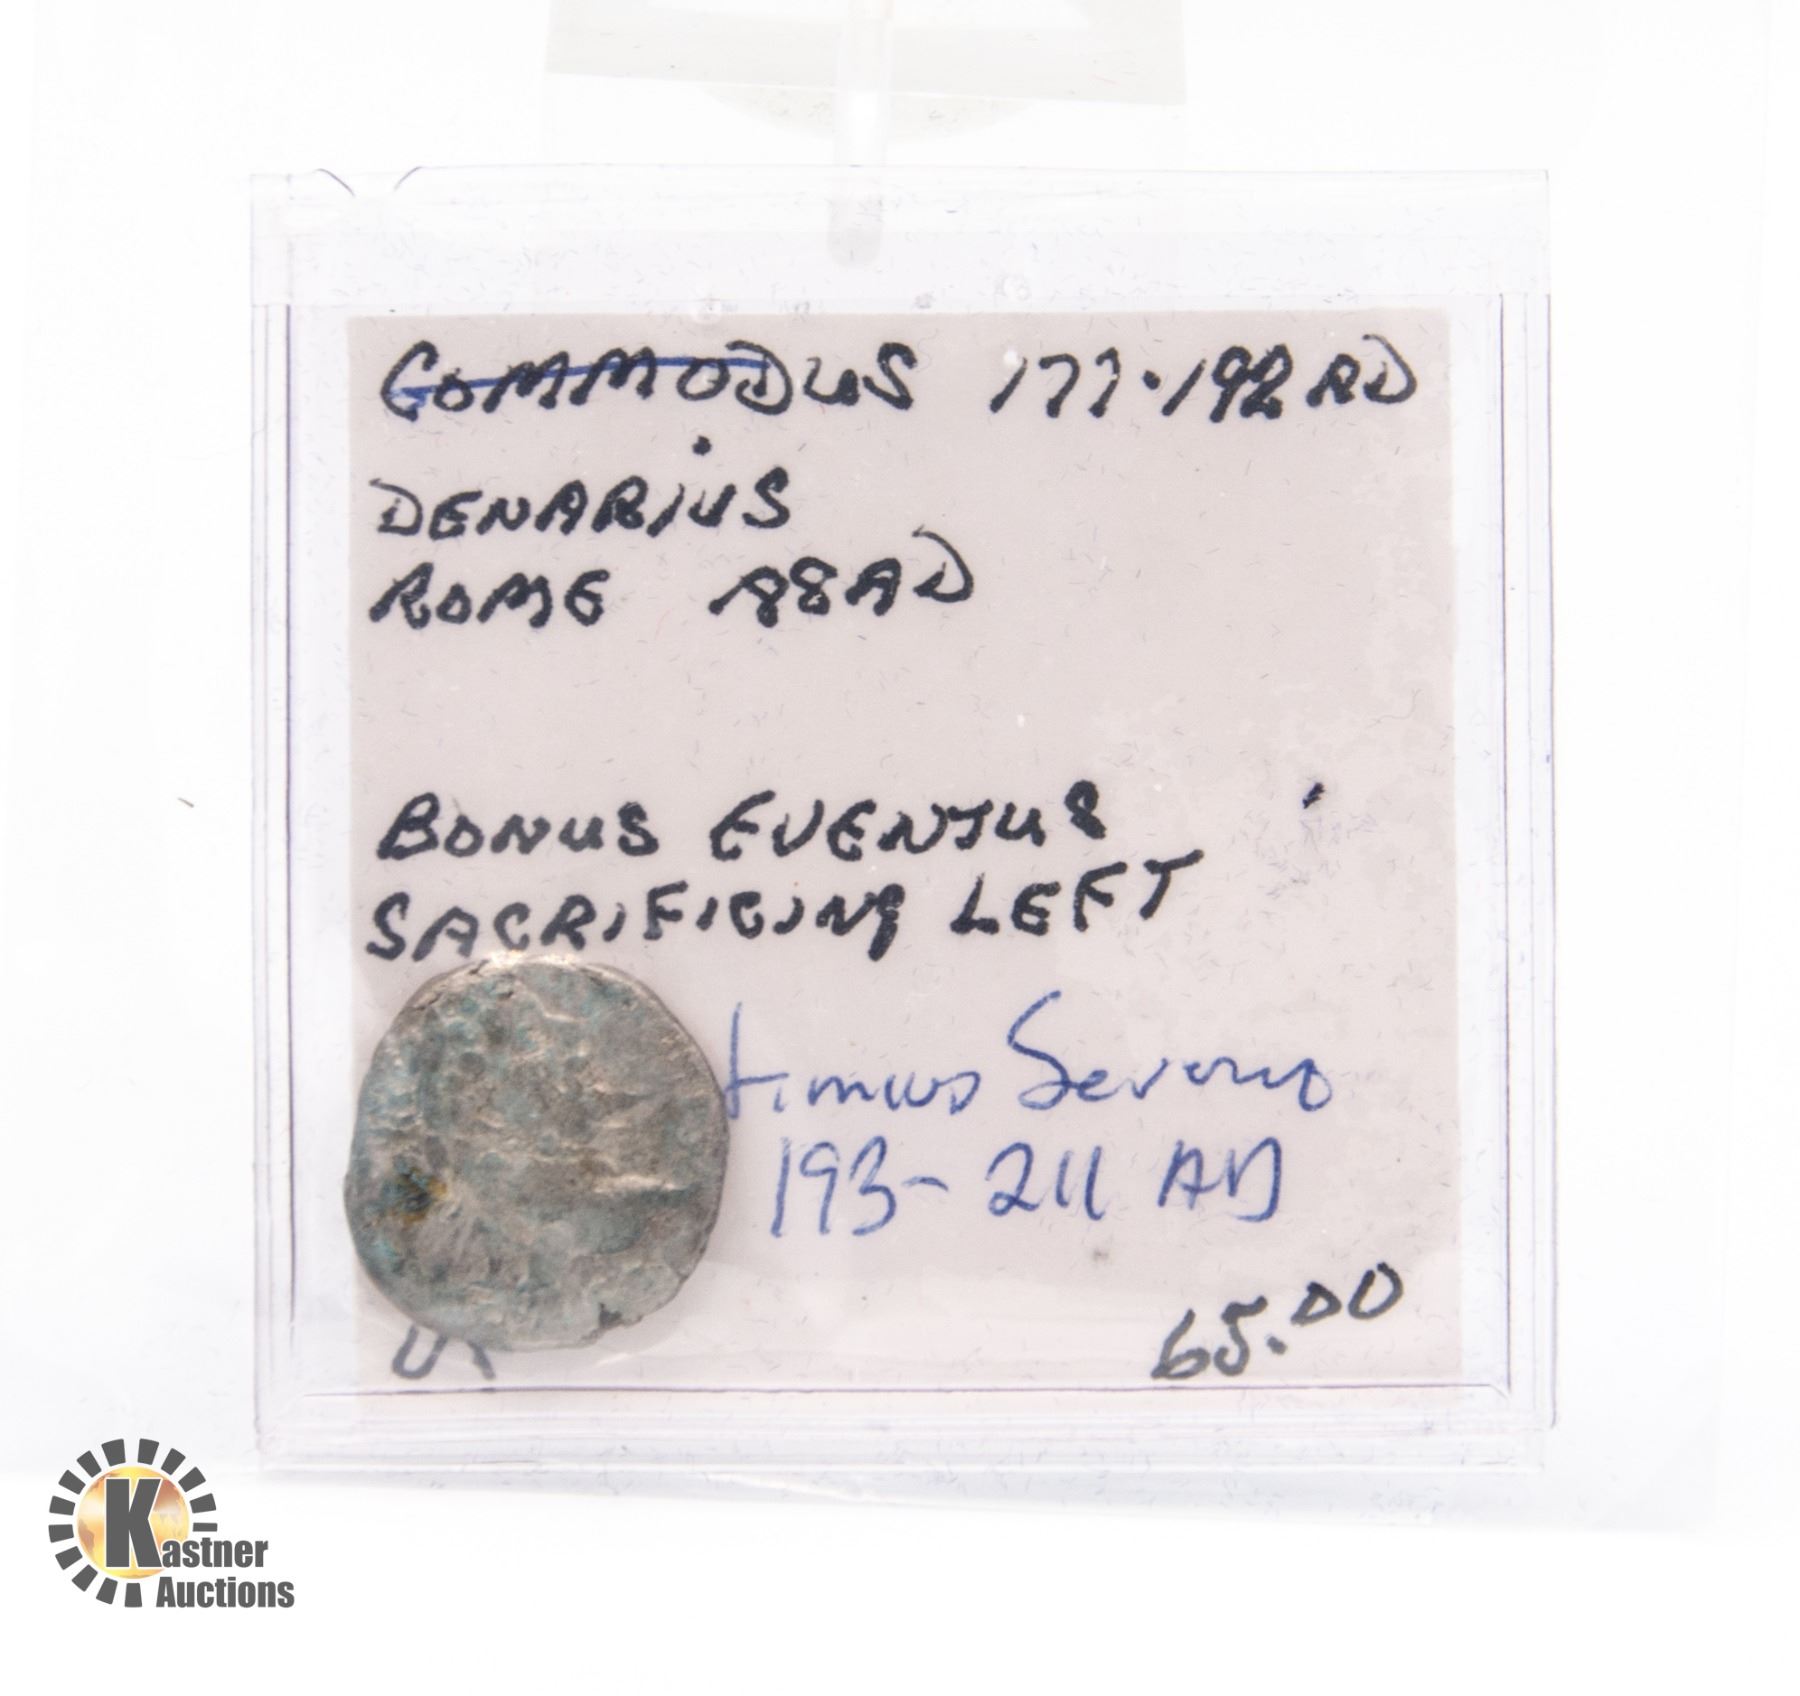 COMMODUS 177-192 AD
DENARIUS
ROME 88AD
BONUS EVENTUS
SACRIFICING LEFT
timus Severus
193-211 AD
65.00
Kastner
Auctions